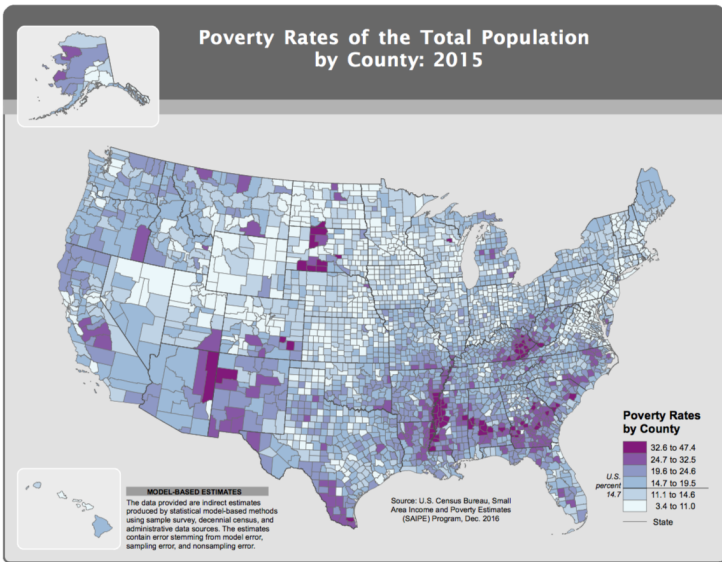 Poverty Rates of the Total Population
by County: 2015
Poverty Rates
by County
32.6 to 47.4
24.7 to 32.5
19.6 to 24.6
U.S.
percent
14.7 to 19.5
14.7
11.1 to 14.6
3.4 to 11.0
State
MODEL-BASED ESTIMATES
The data provided are indirect estimates
produced by statistical model-based methods
using sample survey, decennial census, and
administrative data sources. The estimates
contain error stemming from model error,
sampling error, and nonsampling error.
Source: U.S. Census Bureau, Small
Area Income and Poverty Estimates
(SAIPE) Program, Dec. 2016